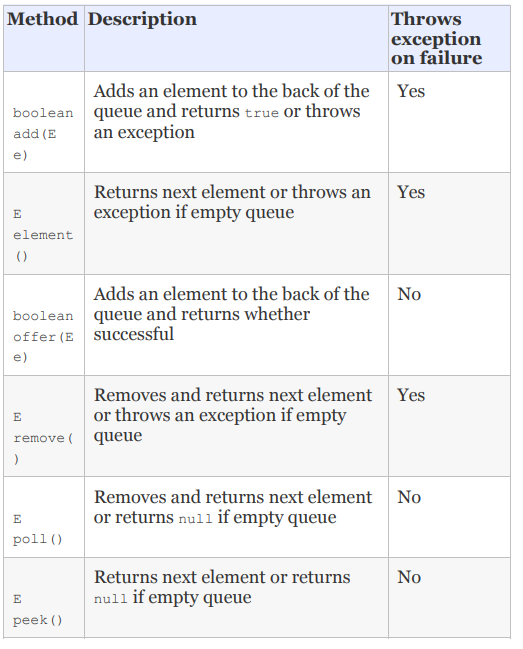 Method Description Throws
exception
on failure
boolean
add(E
e)
Adds an element to the back of the
queue and returns true or throws
an exception
Yes
E
element
()
Returns next element or throws an
exception if empty queue
Yes
boolean
offer(E
e)
Adds an element to the back of the
queue and returns whether
successful
No
E
remove(
)
Removes and returns next element
or throws an exception if empty
queue
Yes
E
poll()
Removes and returns next element
or returns null if empty queue
No
E
peek()
Returns next element or returns
null if empty queue
No